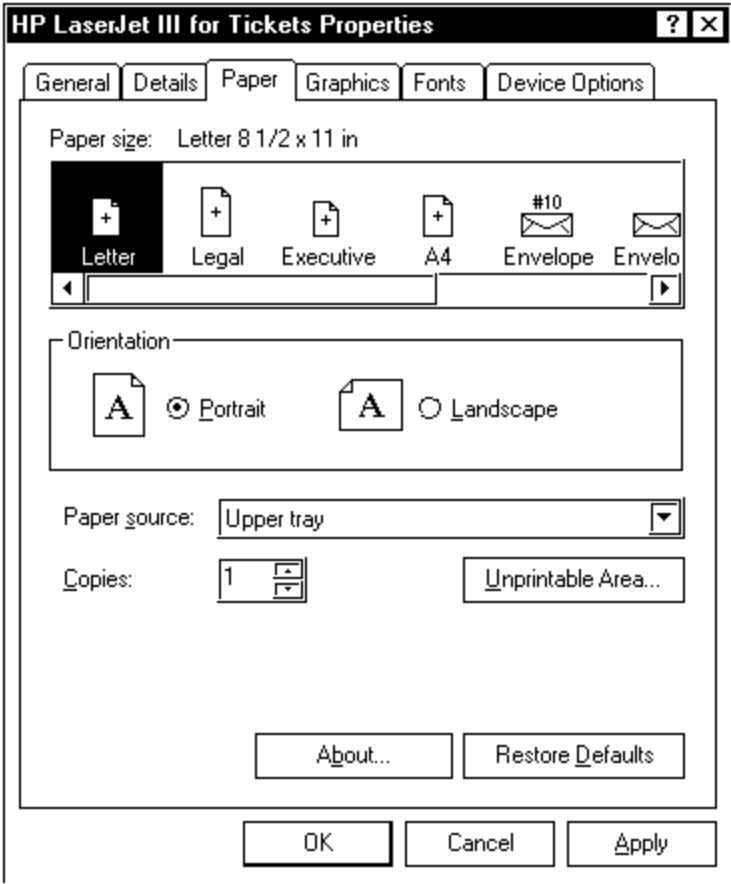 HP LaserJet III for Tickets Properties ? X
General Details Paper Graphics Fonts Device Options
Paper size: Letter 8 1/2 x 11 in
#10
Letter Legal Executive A4 Envelope Envelo
Orientation
A Portrait A Landscape
Paper source: Upper tray
Copies: 1 Unprintable Area...
About... Restore Defaults
OK Cancel Apply